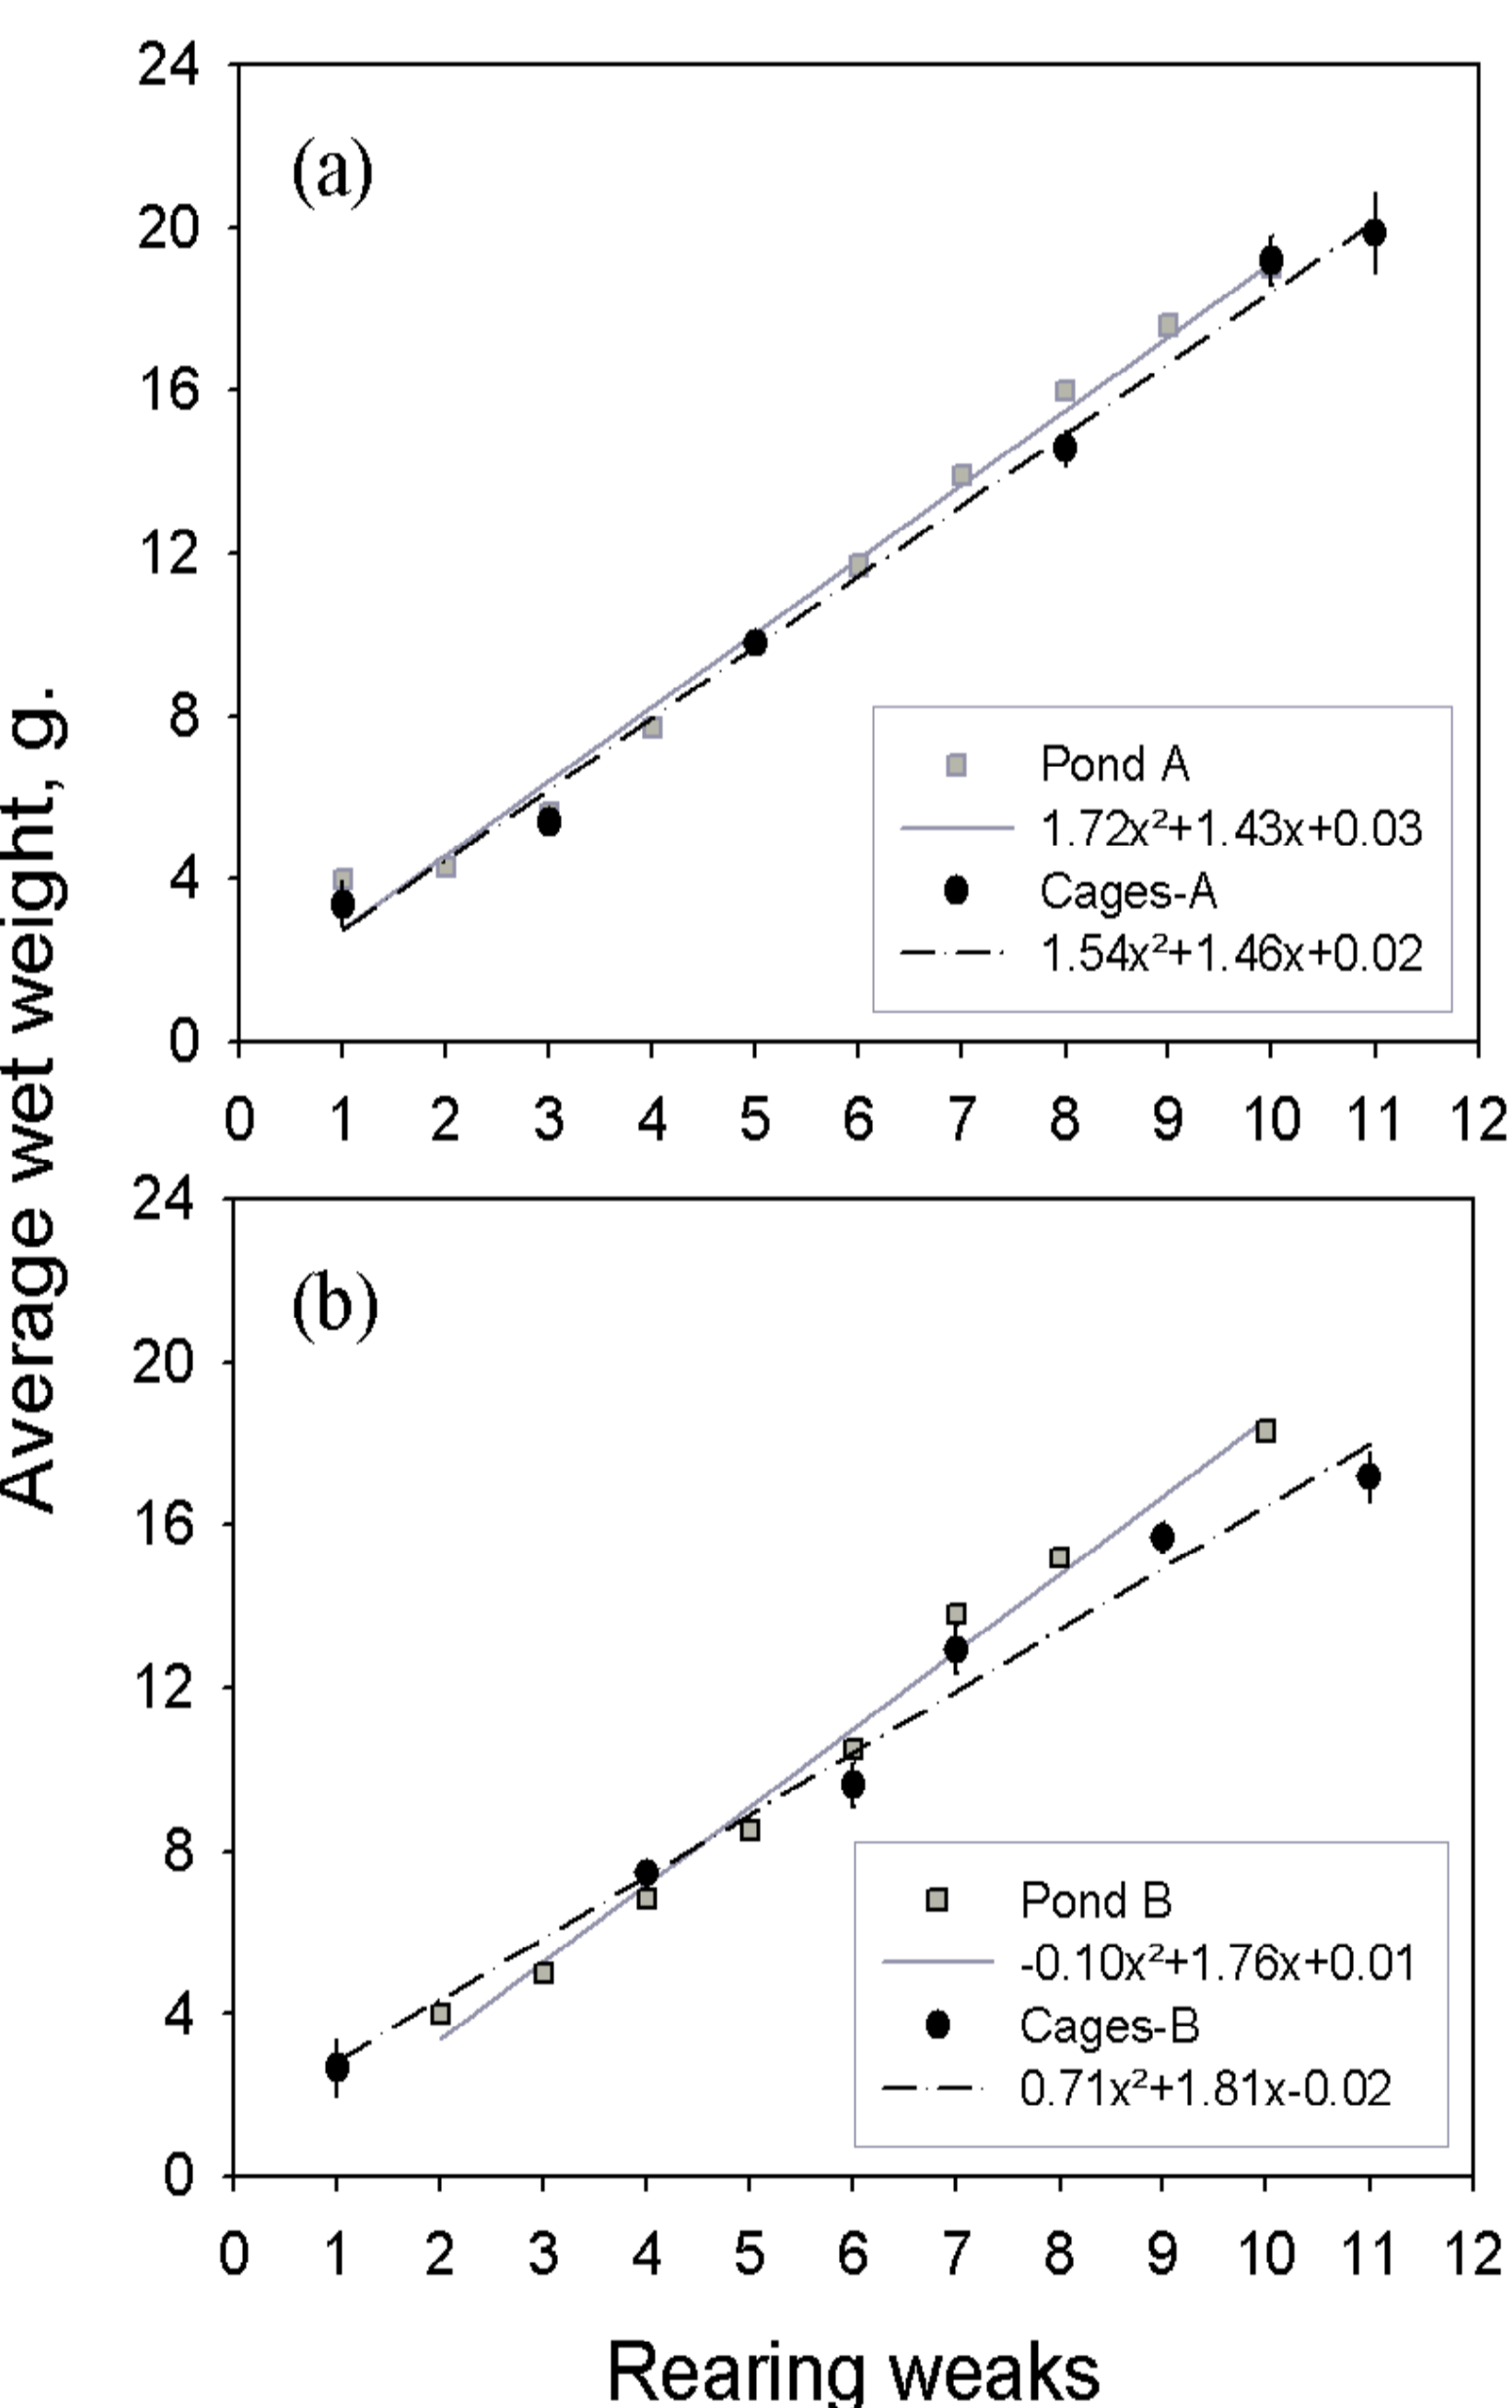 Average wet weight, g.
24
(a)
20
16
12
8
4
0
Pond A
1.72x²+1.43x+0.03
Cages-A
1.54x²+1.46x+0.02
0 1 2 3 4 5 6 7 8 9 10 11 12
24
(b)
20
16
12
8
4
0
Pond B
-0.10x²+1.76x+0.01
Cages-B
0.71x²+1.81x-0.02
0 1 2 3 4 5 6 7 8 9 10 11 12
Rearing weaks